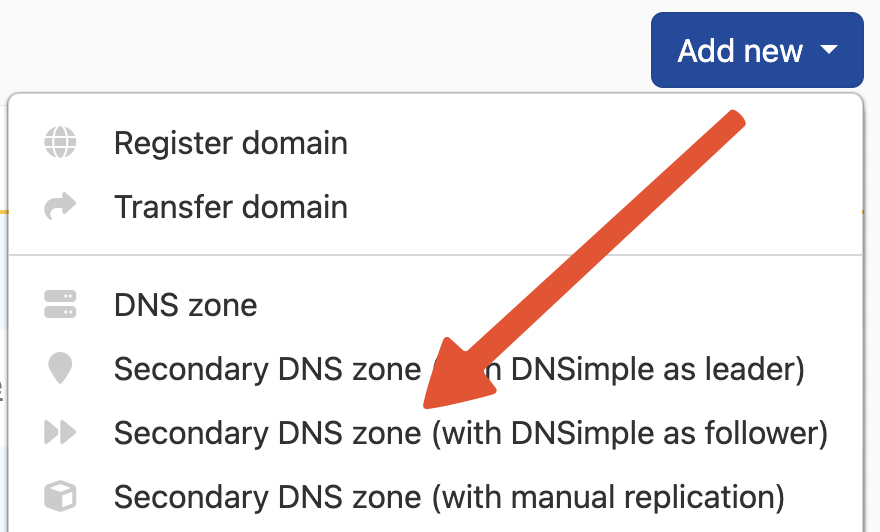 Add new
Register domain
Transfer domain
DNS zone
Secondary DNS zone DNSimple as leader)
Secondary DNS zone (with DNSimple as follower)
Secondary DNS zone (with manual replication)